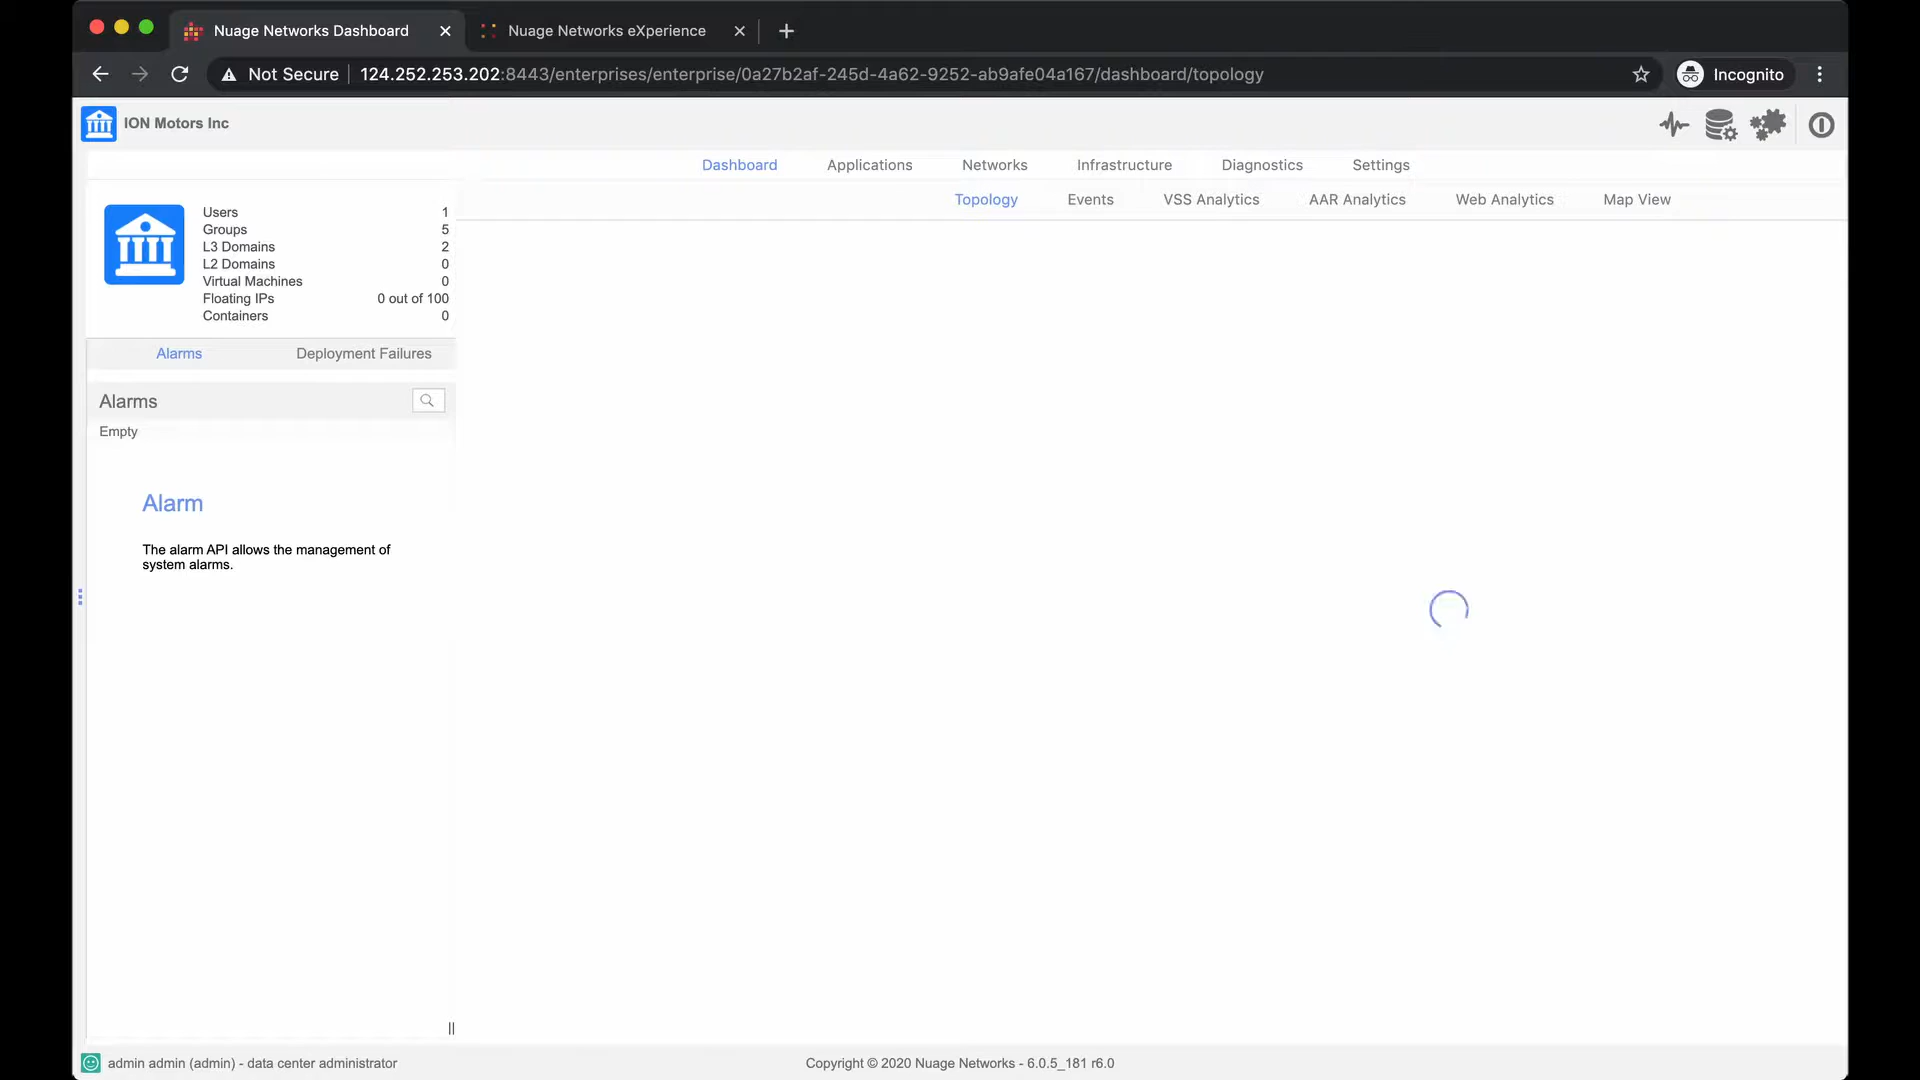 Nuage Networks Dashboard
Nuage Networks eXperience
Not Secure
124.252.253.202:8443/enterprises/enterprise/0a27b2af-245d-4a62-9252-ab9afe04a167/dashboard/topology
Incognito
ION Motors Inc
Dashboard Applications Networks Infrastructure Diagnostics Settings
Topology Events VSS Analytics AAR Analytics Web Analytics Map View
Users 1
Groups 5
L3 Domains 2
L2 Domains 0
Virtual Machines 0
Floating IPs 0 out of 100
Containers 0
Alarms Deployment Failures
Alarms
Empty
Alarm
The alarm API allows the management of
system alarms.
admin admin (admin) - data center administrator
Copyright © 2020 Nuage Networks - 6.0.5_181 r6.0